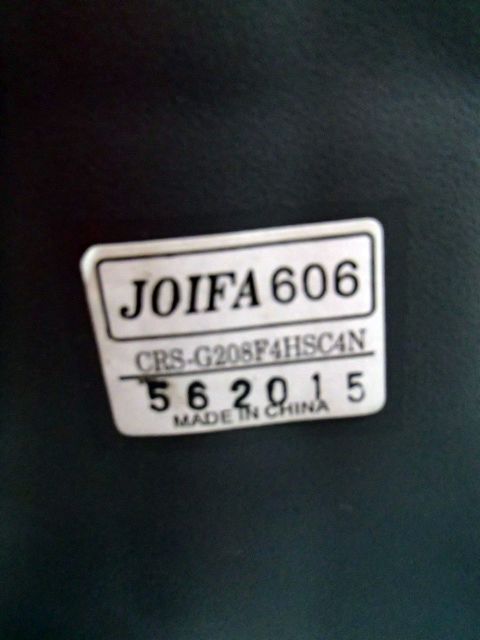 JOIFA 606
CRS-G208F4HSC4N
562015
MADE IN CHINA